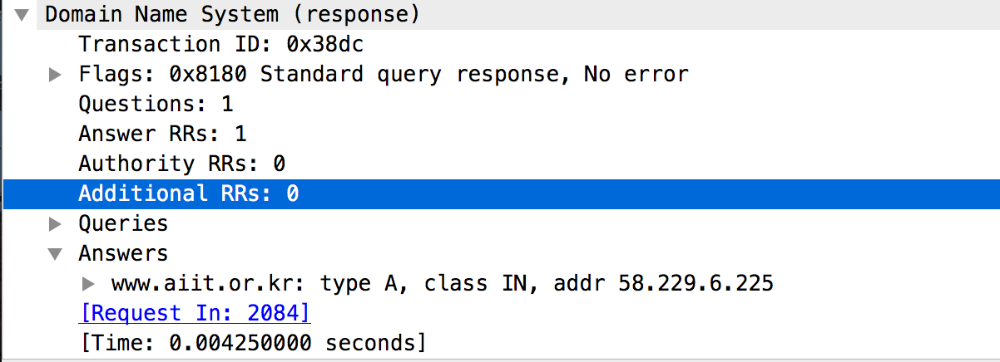 Domain Name System (response)
Transaction ID: 0x38dc
Flags: 0x8180 Standard query response, No error
Questions: 1
Answer RRs: 1
Authority RRs: 0
Additional RRs: 0
Queries
Answers
www.aiit.or.kr: type A, class IN, addr 58.229.6.225
[Request In: 2084]
[Time: 0.004250000 seconds]